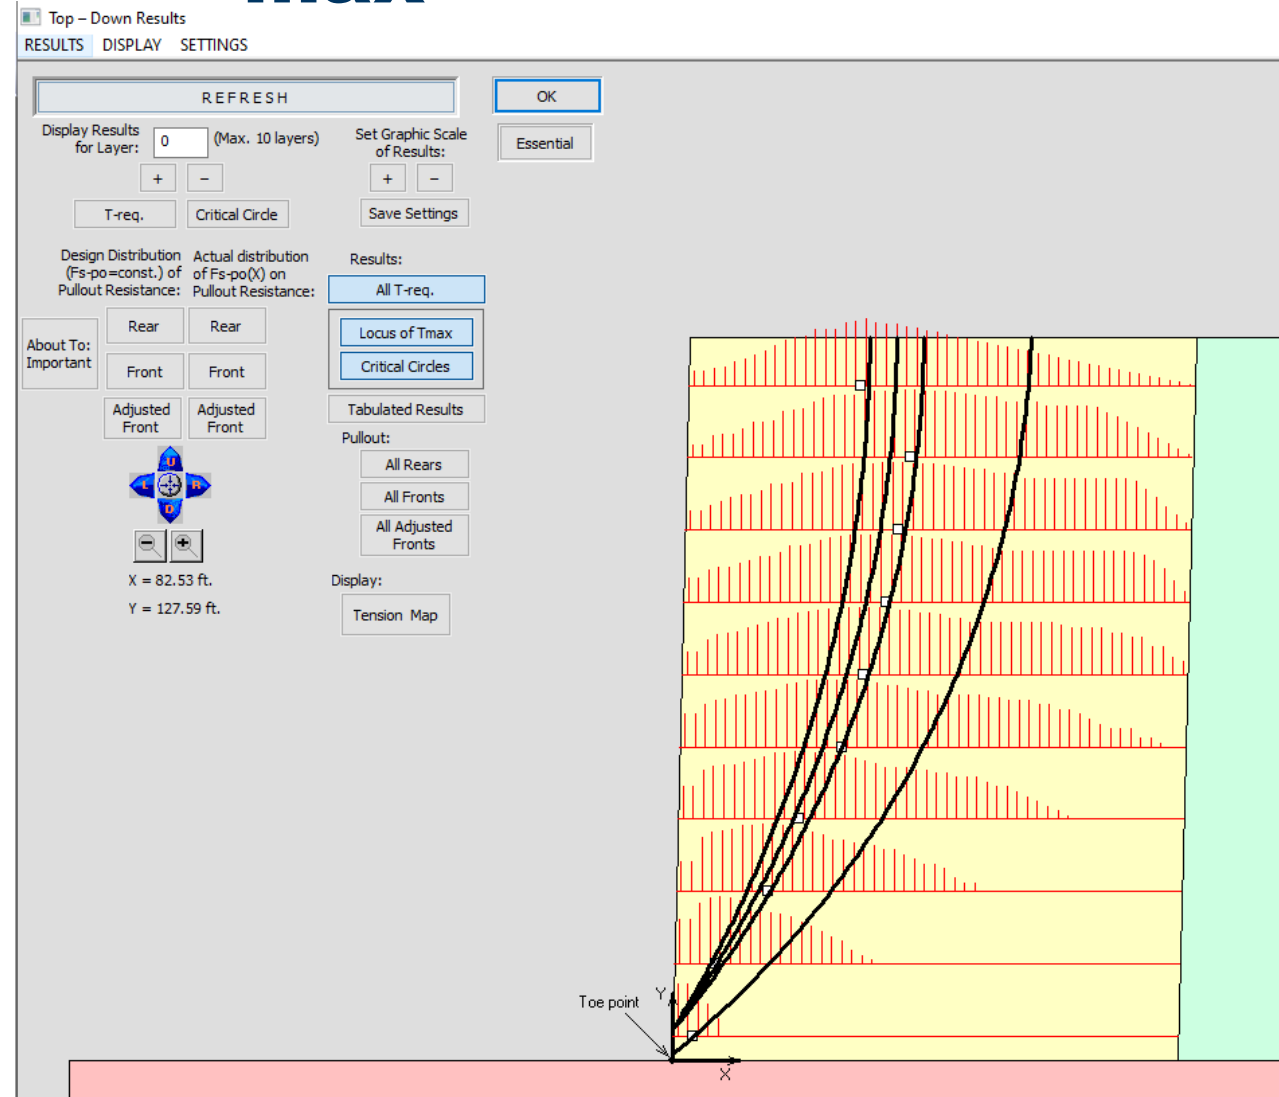 max
Top – Down Results
RESULTS DISPLAY SETTINGS
REFRESH
OK
Display Results
for Layer:
0
(Max. 10 layers)
Set Graphic Scale
of Results:
Essential
+ −
+ −
T-req.
Critical Circle
Save Settings
Design Distribution
(Fs-po=const.) of
Pullout Resistance:
Actual distribution
of Fs-po(X) on
Pullout Resistance:
Results:
All T-req.
About To:
Important
Rear
Rear
Locus of Tmax
Front
Front
Critical Circles
Adjusted
Front
Adjusted
Front
Tabulated Results
Pullout:
U
L
R
D
All Rears
All Fronts
All Adjusted
Fronts
X = 82.53 ft.
Y = 127.59 ft.
Display:
Tension Map
Toe point
Y
X